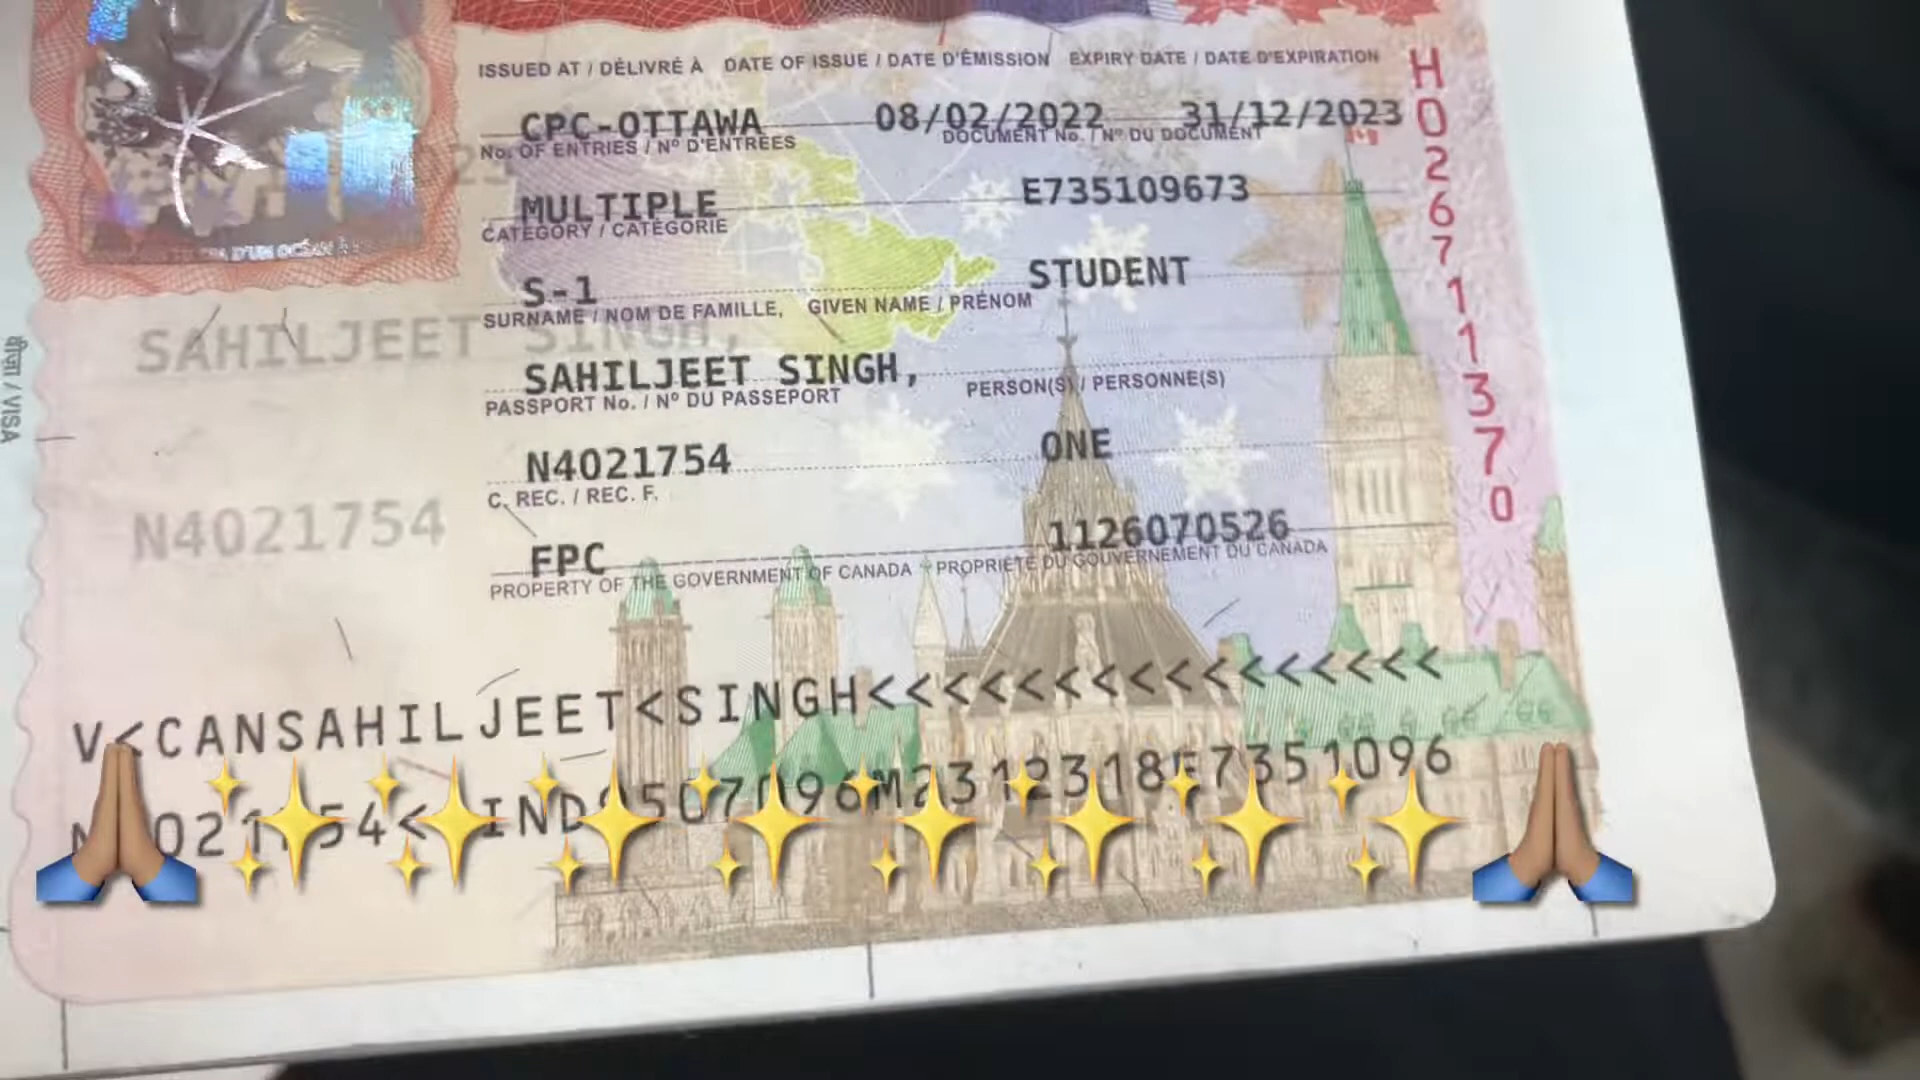 ISSUED AT / DÉLIVRÉ À DATE OF ISSUE / DATE D'ÉMISSION EXPIRY DATE / DATE D'EXPIRATION
CPC-OTTAWA 08/02/2022 31/12/2023
No. OF ENTRIES / Nº D'ENTRÉES DOCUMENT No. / Nº DU DOCUMENT
MULTIPLE E735109673
CATEGORY / CATÉGORIE
S-1 STUDENT
SURNAME / NOM DE FAMILLE, GIVEN NAME / PRÉNOM
SAHILJEET SINGH,
SAHILJEET SINGH,
PASSPORT No. / Nº DU PASSEPORT PERSON(S) / PERSONNE(S)
N4021754 ONE
N4021754
C. REC. / REC. F.
FPC 1126070526
PROPERTY OF THE GOVERNMENT OF CANADA PROPRIÉTÉ DU GOUVERNEMENT DU CANADA
H026711370
वीज़ा / VISA
V<CANSAHILJEET<SINGH<<<<<<<<<<<<<<<<